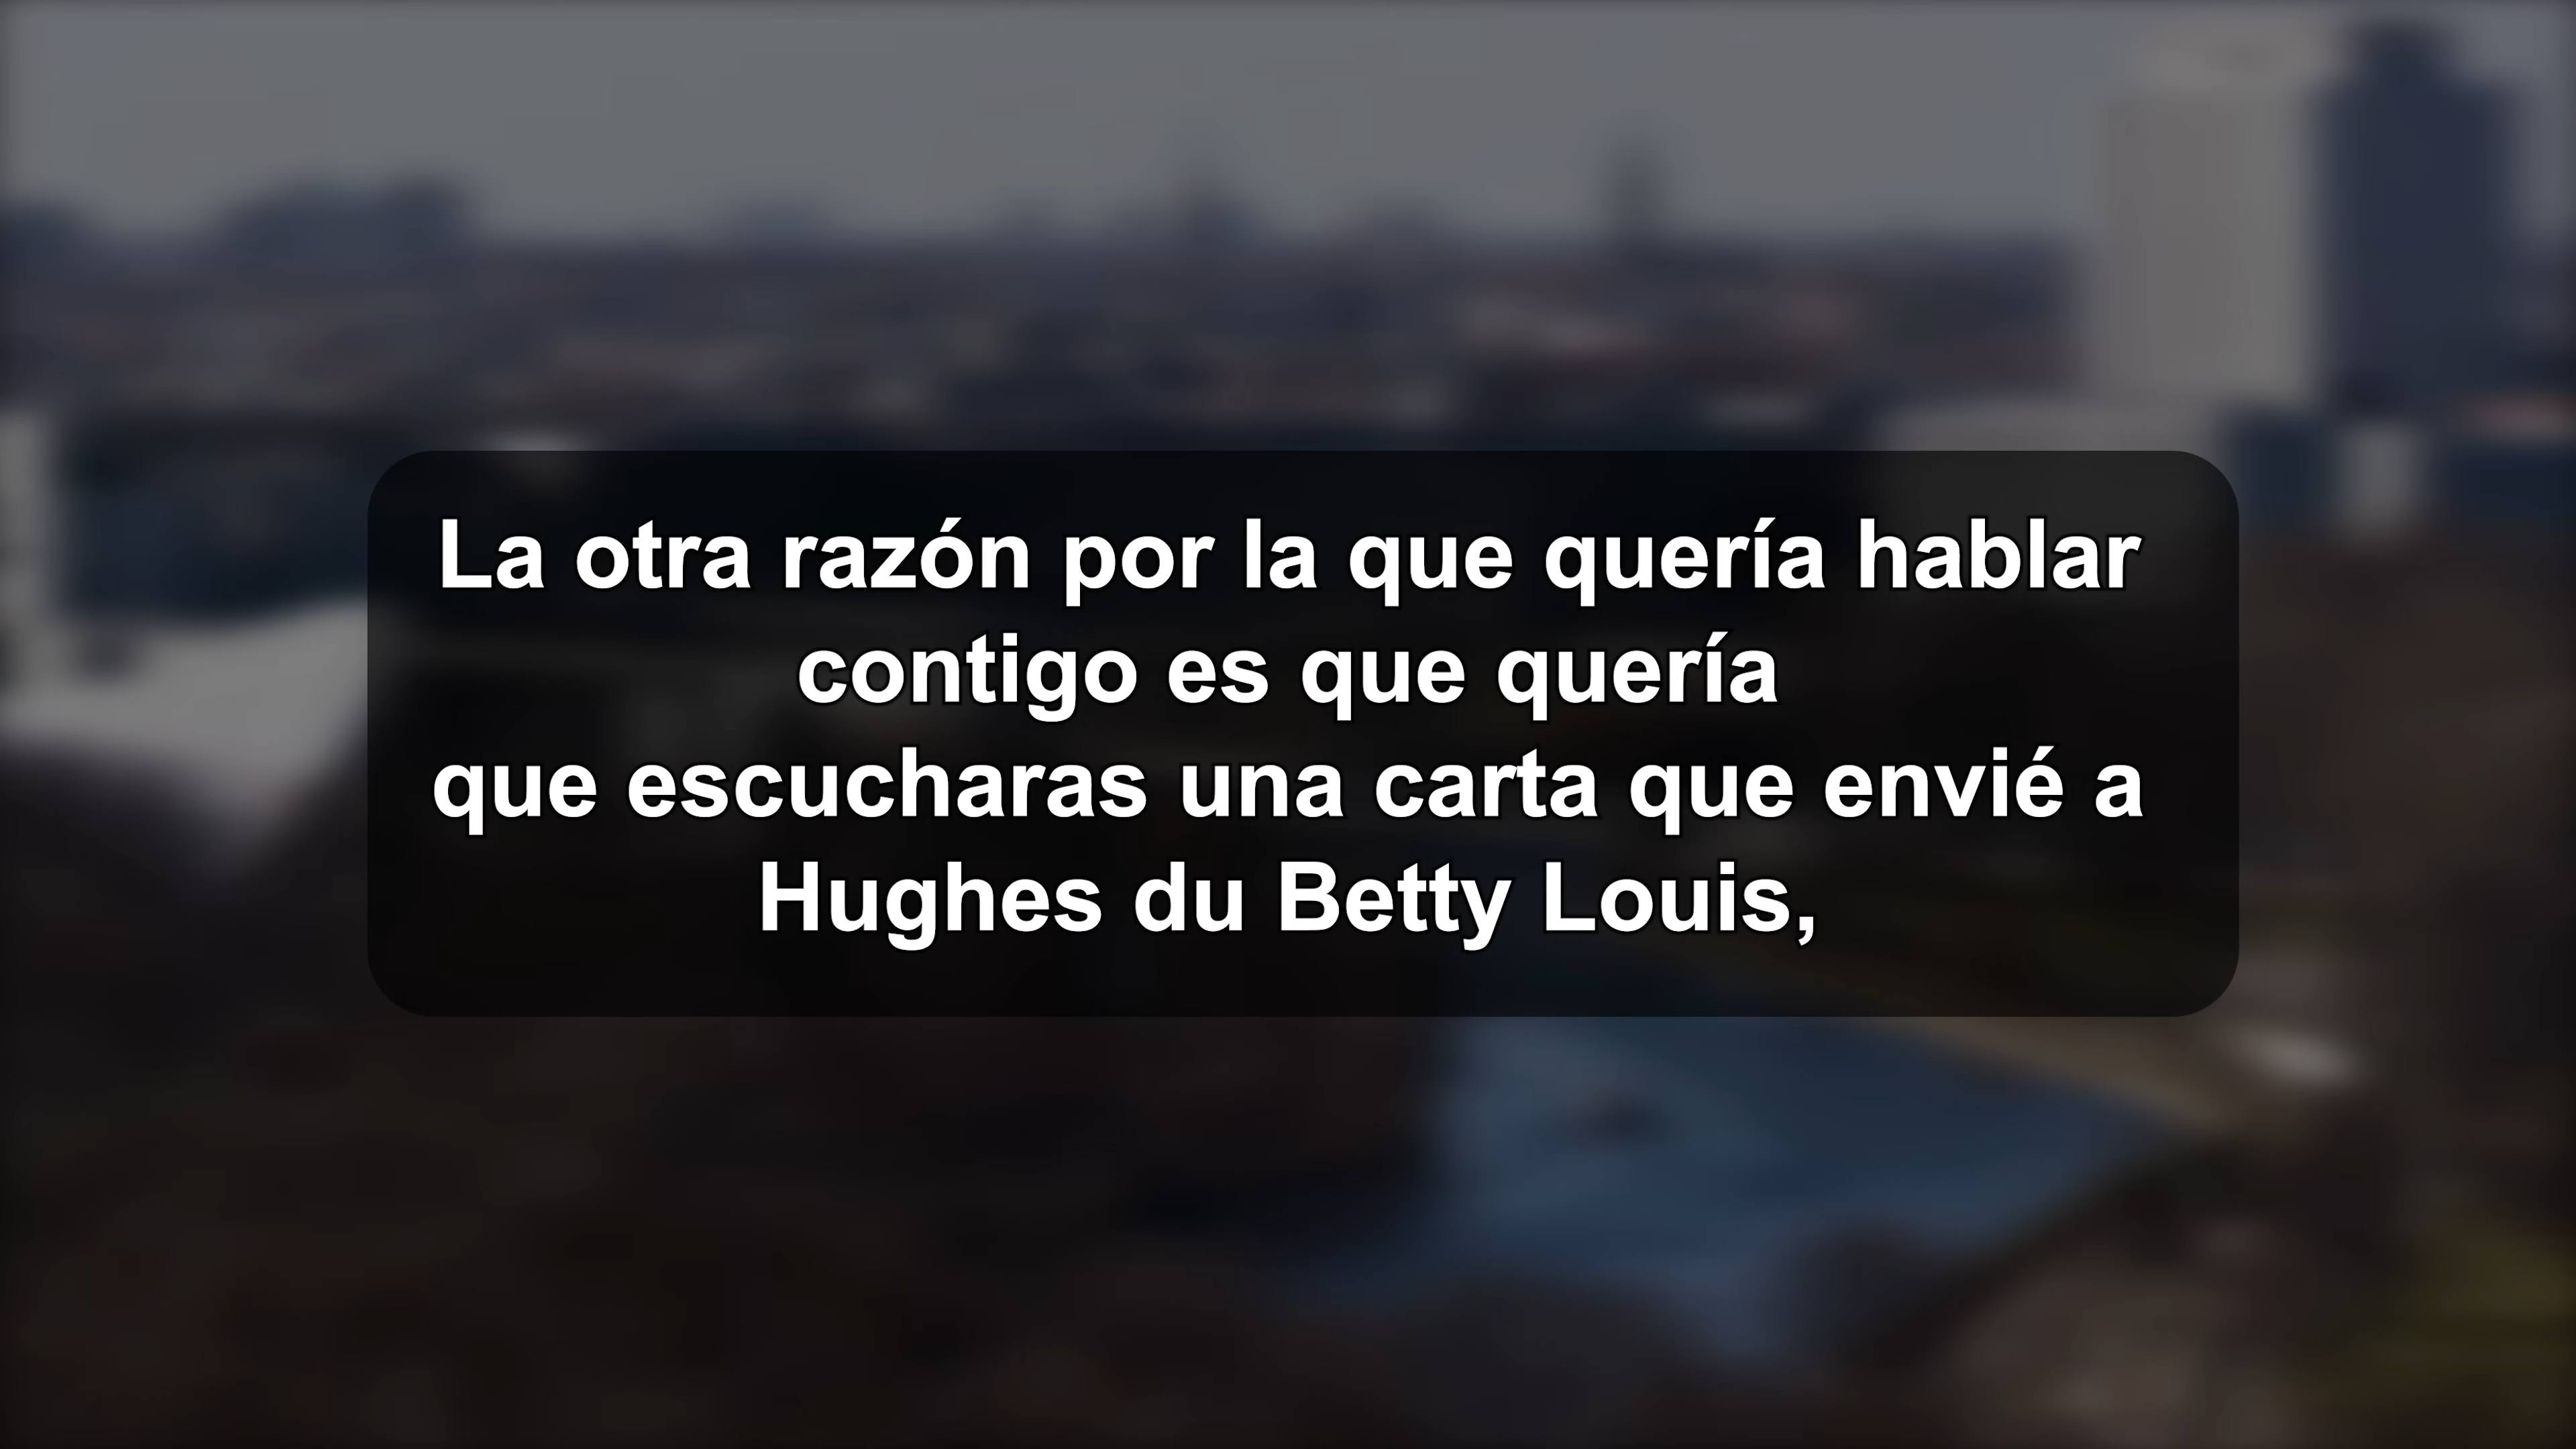 La otra razón por la que quería hablar
contigo es que quería
que escucharas una carta que envié a
Hughes du Betty Louis,